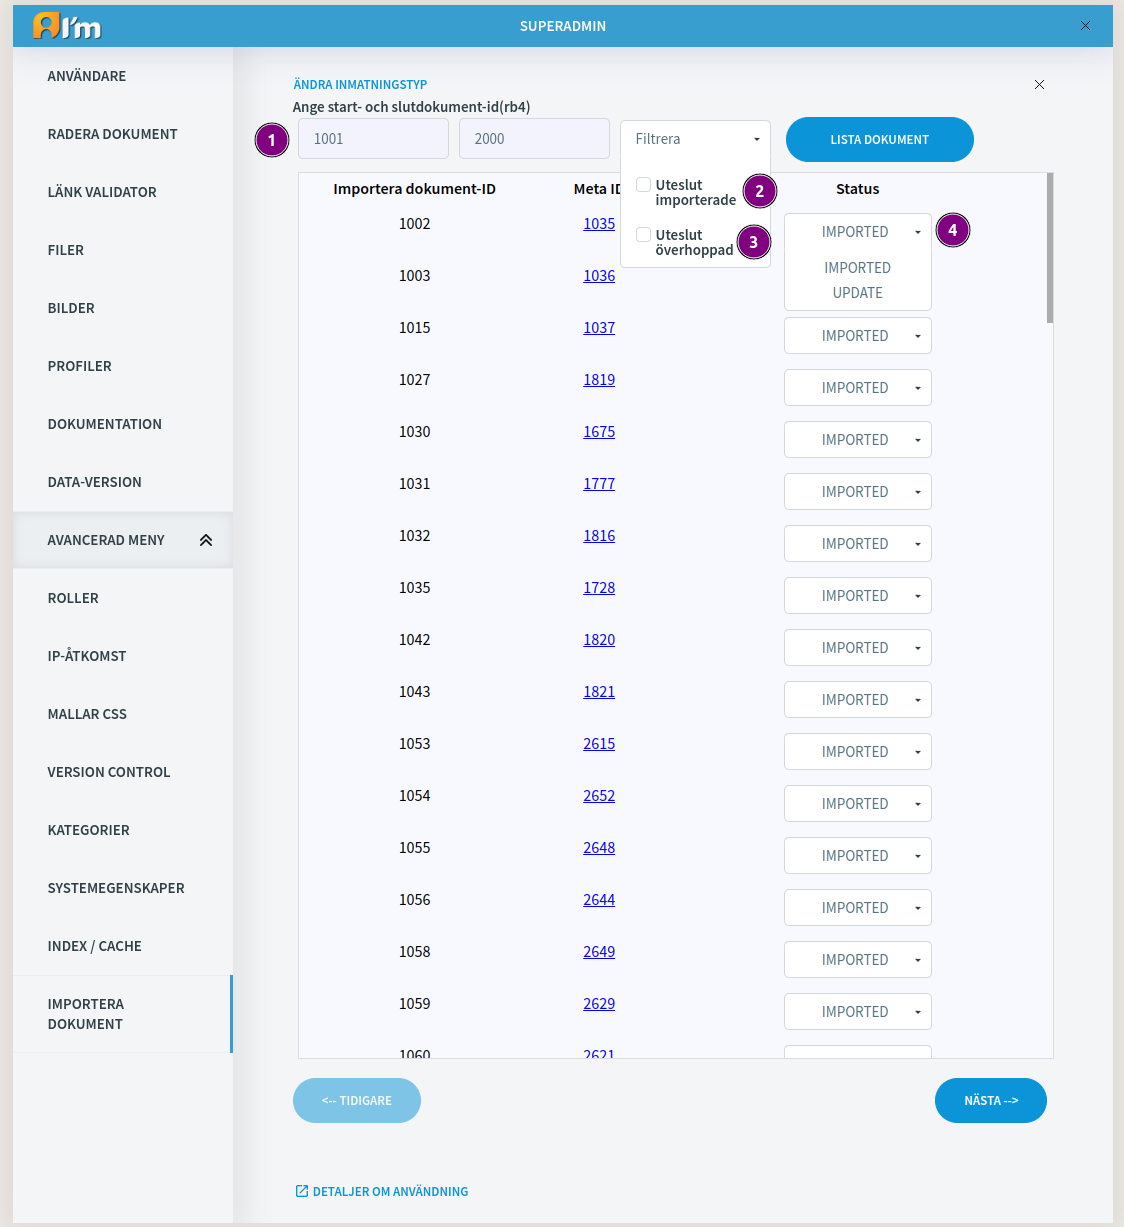 AI'm
SUPERADMIN
ANVÄNDARE
RADERA DOKUMENT
LÄNK VALIDATOR
FILER
BILDER
PROFILER
DOKUMENTATION
DATA-VERSION
AVANCERAD MENY
ROLLER
IP-ÅTKOMST
MALLAR CSS
VERSION CONTROL
KATEGORIER
SYSTEMEGENSKAPER
INDEX / CACHE
IMPORTERA
DOKUMENT
ÄNDRA INMATNINGSTYP
Ange start- och slutdokument-id(rb4)
1 1001 2000 Filtrera LISTA DOKUMENT
Uteslut
importerade 2
Uteslut
överhoppad 3
Importera dokument-ID Meta ID Status
1002 1035 IMPORTED 4
IMPORTED
UPDATE
1003 1036
1015 1037 IMPORTED
1027 1819 IMPORTED
1030 1675 IMPORTED
1031 1777 IMPORTED
1032 1816 IMPORTED
1035 1728 IMPORTED
1042 1820 IMPORTED
1043 1821 IMPORTED
1053 2615 IMPORTED
1054 2652 IMPORTED
1055 2648 IMPORTED
1056 2644 IMPORTED
1058 2649 IMPORTED
1059 2629 IMPORTED
1060 2621
<-- TIDIGARE NÄSTA -->
DETALJER OM ANVÄNDNING